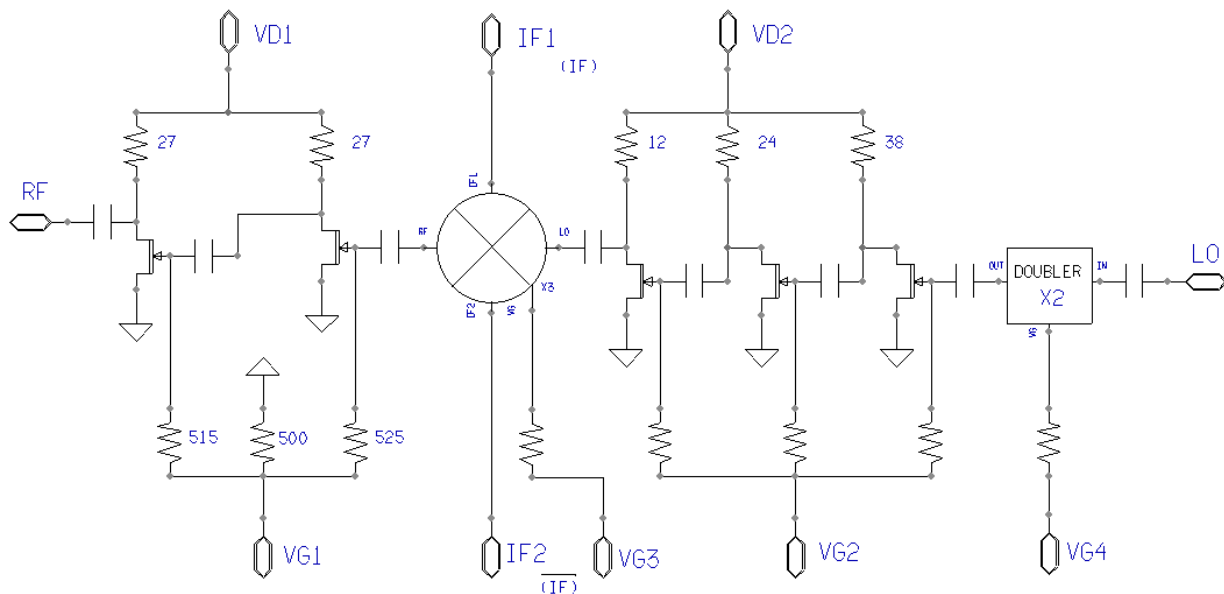 VD1
IF1
(IF)
VD2
27
27
12
24
38
RF
IF1
RF
LO
X3
IF2
VG
OUT
DOUBLER
X2
IN
LO
VG
515
500
525
VG1
IF2
(IF)
VG3
VG2
VG4